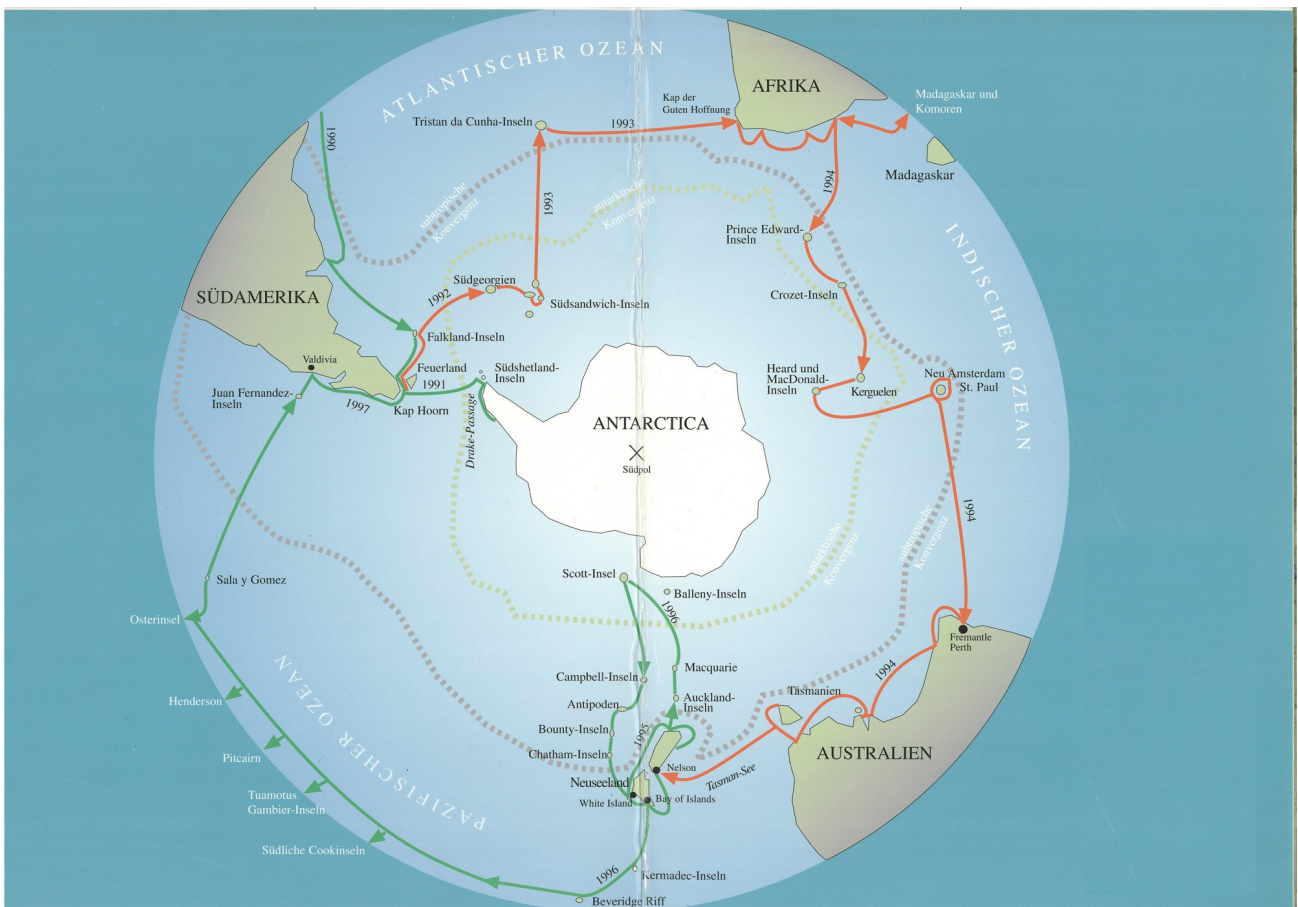 ATLANTISCHER OZEAN
AFRIKA
Kap der
Guten Hoffnung
Madagaskar und
Komoren
Tristan da Cunha-Inseln
1993
1990
Madagaskar
1994
subtropische
Konvergenz
antarktische
Konvergenz
1993
Prince Edward-
Inseln
INDISCHER OZEAN
Südgeorgien
1992
Crozet-Inseln
SÜDAMERIKA
Südsandwich-Inseln
Falkland-Inseln
Valdivia
Feuerland
1991
Südshetland-
Inseln
Heard und
MacDonald-
Inseln
Kerguelen
Neu Amsterdam
St. Paul
Juan Fernandez-
Inseln
1997
Kap Hoorn
Drake-Passage
ANTARCTICA
Südpol
1994
subtropische
Konvergenz
antarktische
Konvergenz
Sala y Gomez
Scott-Insel
Balleny-Inseln
1996
Osterinsel
Fremantle
Perth
1994
Macquarie
Campbell-Inseln
Auckland-
Inseln
Tasmanien
Antipoden
Henderson
Bounty-Inseln
1995
Chatham-Inseln
AUSTRALIEN
PAZIFISCHER OZEAN
Pitcairn
Nelson
Tasman-See
Neuseeland
White Island
Bay of Islands
Tuamotus
Gambier-Inseln
Südliche Cookinseln
1996
Kermadec-Inseln
Beveridge Riff